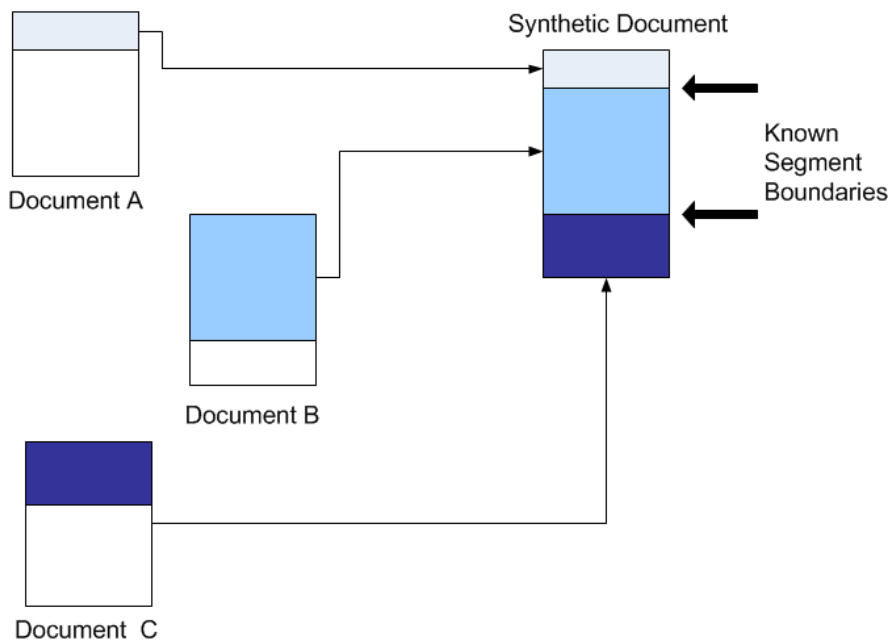 Synthetic Document
Known
Segment
Boundaries
Document A
Document B
Document C